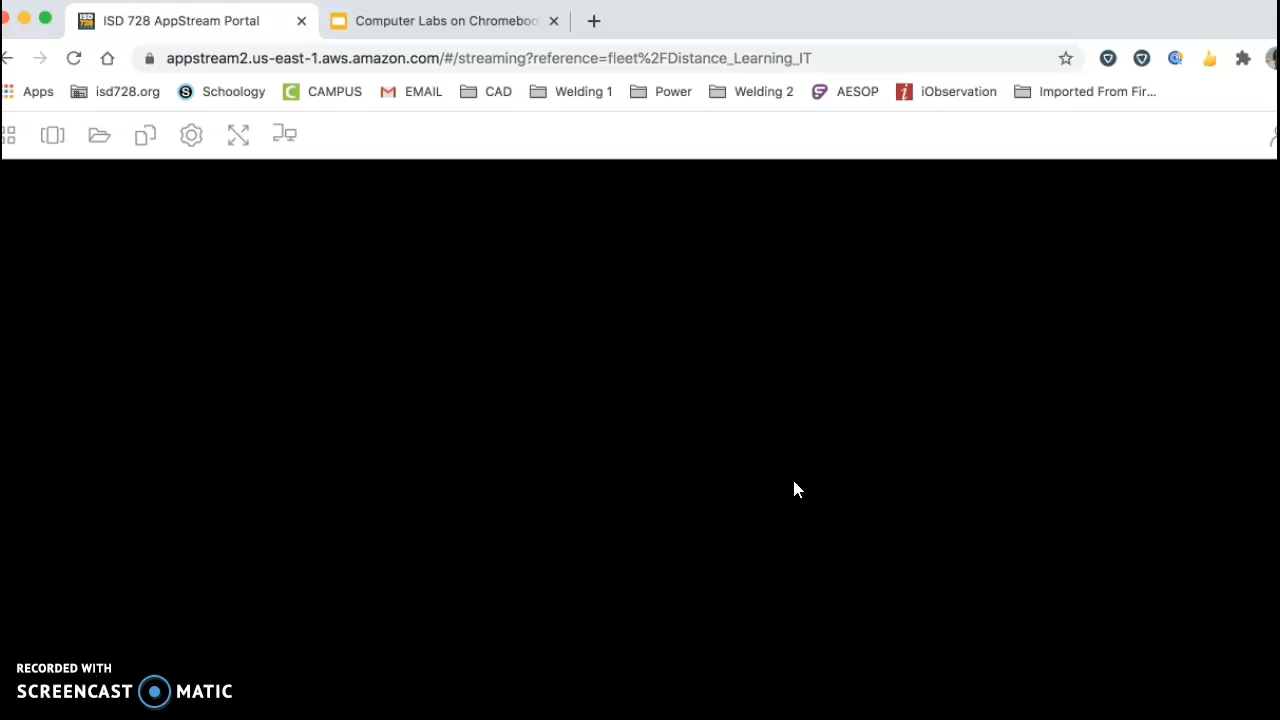 ISD 728 AppStream Portal
Computer Labs on Chromeboo
appstream2.us-east-1.aws.amazon.com/#/streaming?reference=fleet%2FDistance_Learning_IT
Apps isd728.org Schoology CAMPUS EMAIL CAD Welding 1 Power Welding 2 AESOP iObservation Imported From Fir...
RECORDED WITH
SCREENCAST MATIC